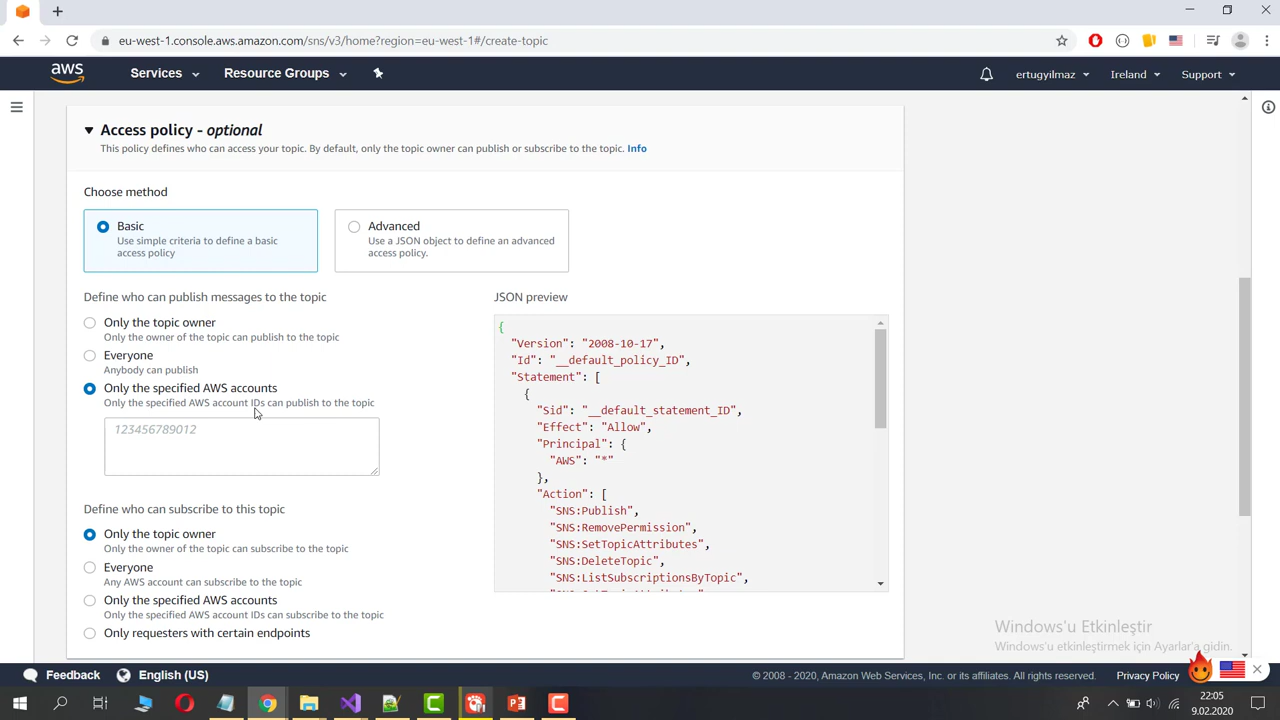 eu-west-1.console.aws.amazon.com/sns/v3/home?region=eu-west-1#/create-topic
aws
Services
Resource Groups
ertugyilmaz
Ireland
Support
Access policy - optional
This policy defines who can access your topic. By default, only the topic owner can publish or subscribe to the topic. Info
Choose method
Basic
Use simple criteria to define a basic
access policy
Advanced
Use a JSON object to define an advanced
access policy.
Define who can publish messages to the topic
Only the topic owner
Only the owner of the topic can publish to the topic
Everyone
Anybody can publish
Only the specified AWS accounts
Only the specified AWS account IDs can publish to the topic
123456789012
Define who can subscribe to this topic
Only the topic owner
Only the owner of the topic can subscribe to the topic
Everyone
Any AWS account can subscribe to the topic
Only the specified AWS accounts
Only the specified AWS account IDs can subscribe to the topic
Only requesters with certain endpoints
JSON preview
{
"Version": "2008-10-17",
"Id": "__default_policy_ID",
"Statement": [
{
"Sid": "__default_statement_ID",
"Effect": "Allow",
"Principal": {
"AWS": "*"
},
"Action": [
"SNS:Publish",
"SNS:RemovePermission",
"SNS:SetTopicAttributes",
"SNS:DeleteTopic",
"SNS:ListSubscriptionsByTopic",
Windows'u Etkinleştir
Windows'u etkinleştirmek için Ayarlar'a gidin.
Feedback
English (US)
© 2008 - 2020, Amazon Web Services, Inc. or its affiliates. All rights reserved.
Privacy Policy
22:05
9.02.2020